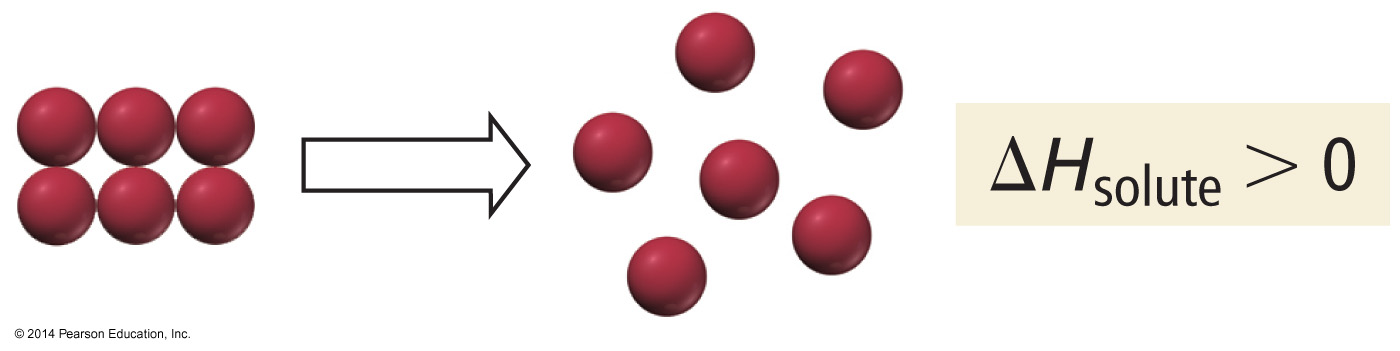 ΔHsolute > 0
© 2014 Pearson Education, Inc.